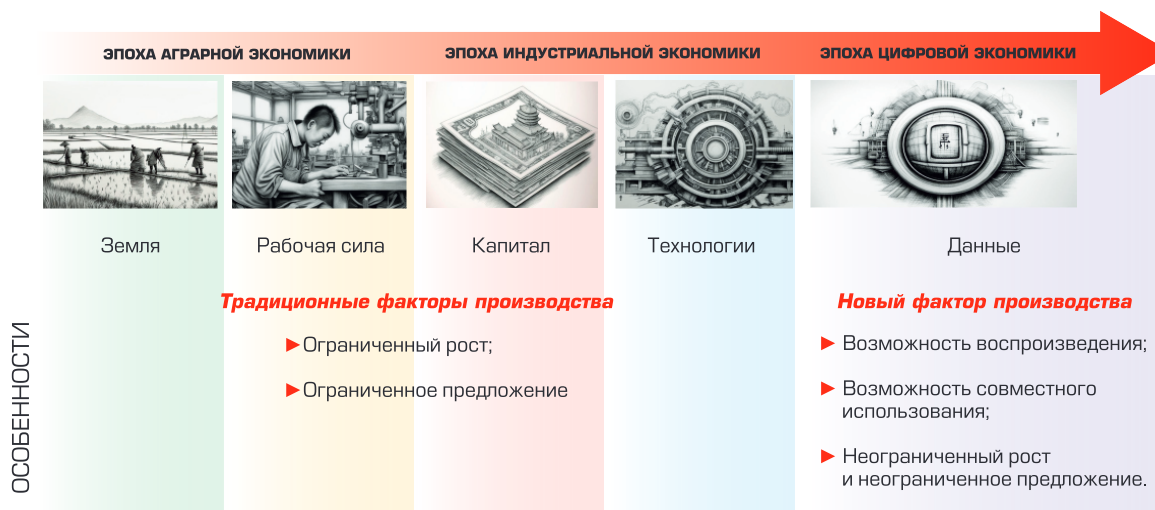 ЭПОХА АГРАРНОЙ ЭКОНОМИКИ
ЭПОХА ИНДУСТРИАЛЬНОЙ ЭКОНОМИКИ
ЭПОХА ЦИФРОВОЙ ЭКОНОМИКИ
Земля
Рабочая сила
Капитал
Технологии
Данные
ОСОБЕННОСТИ
Традиционные факторы производства
Ограниченный рост;
Ограниченное предложение
Новый фактор производства
Возможность воспроизведения;
Возможность совместного
использования;
Неограниченный рост
и неограниченное предложение.